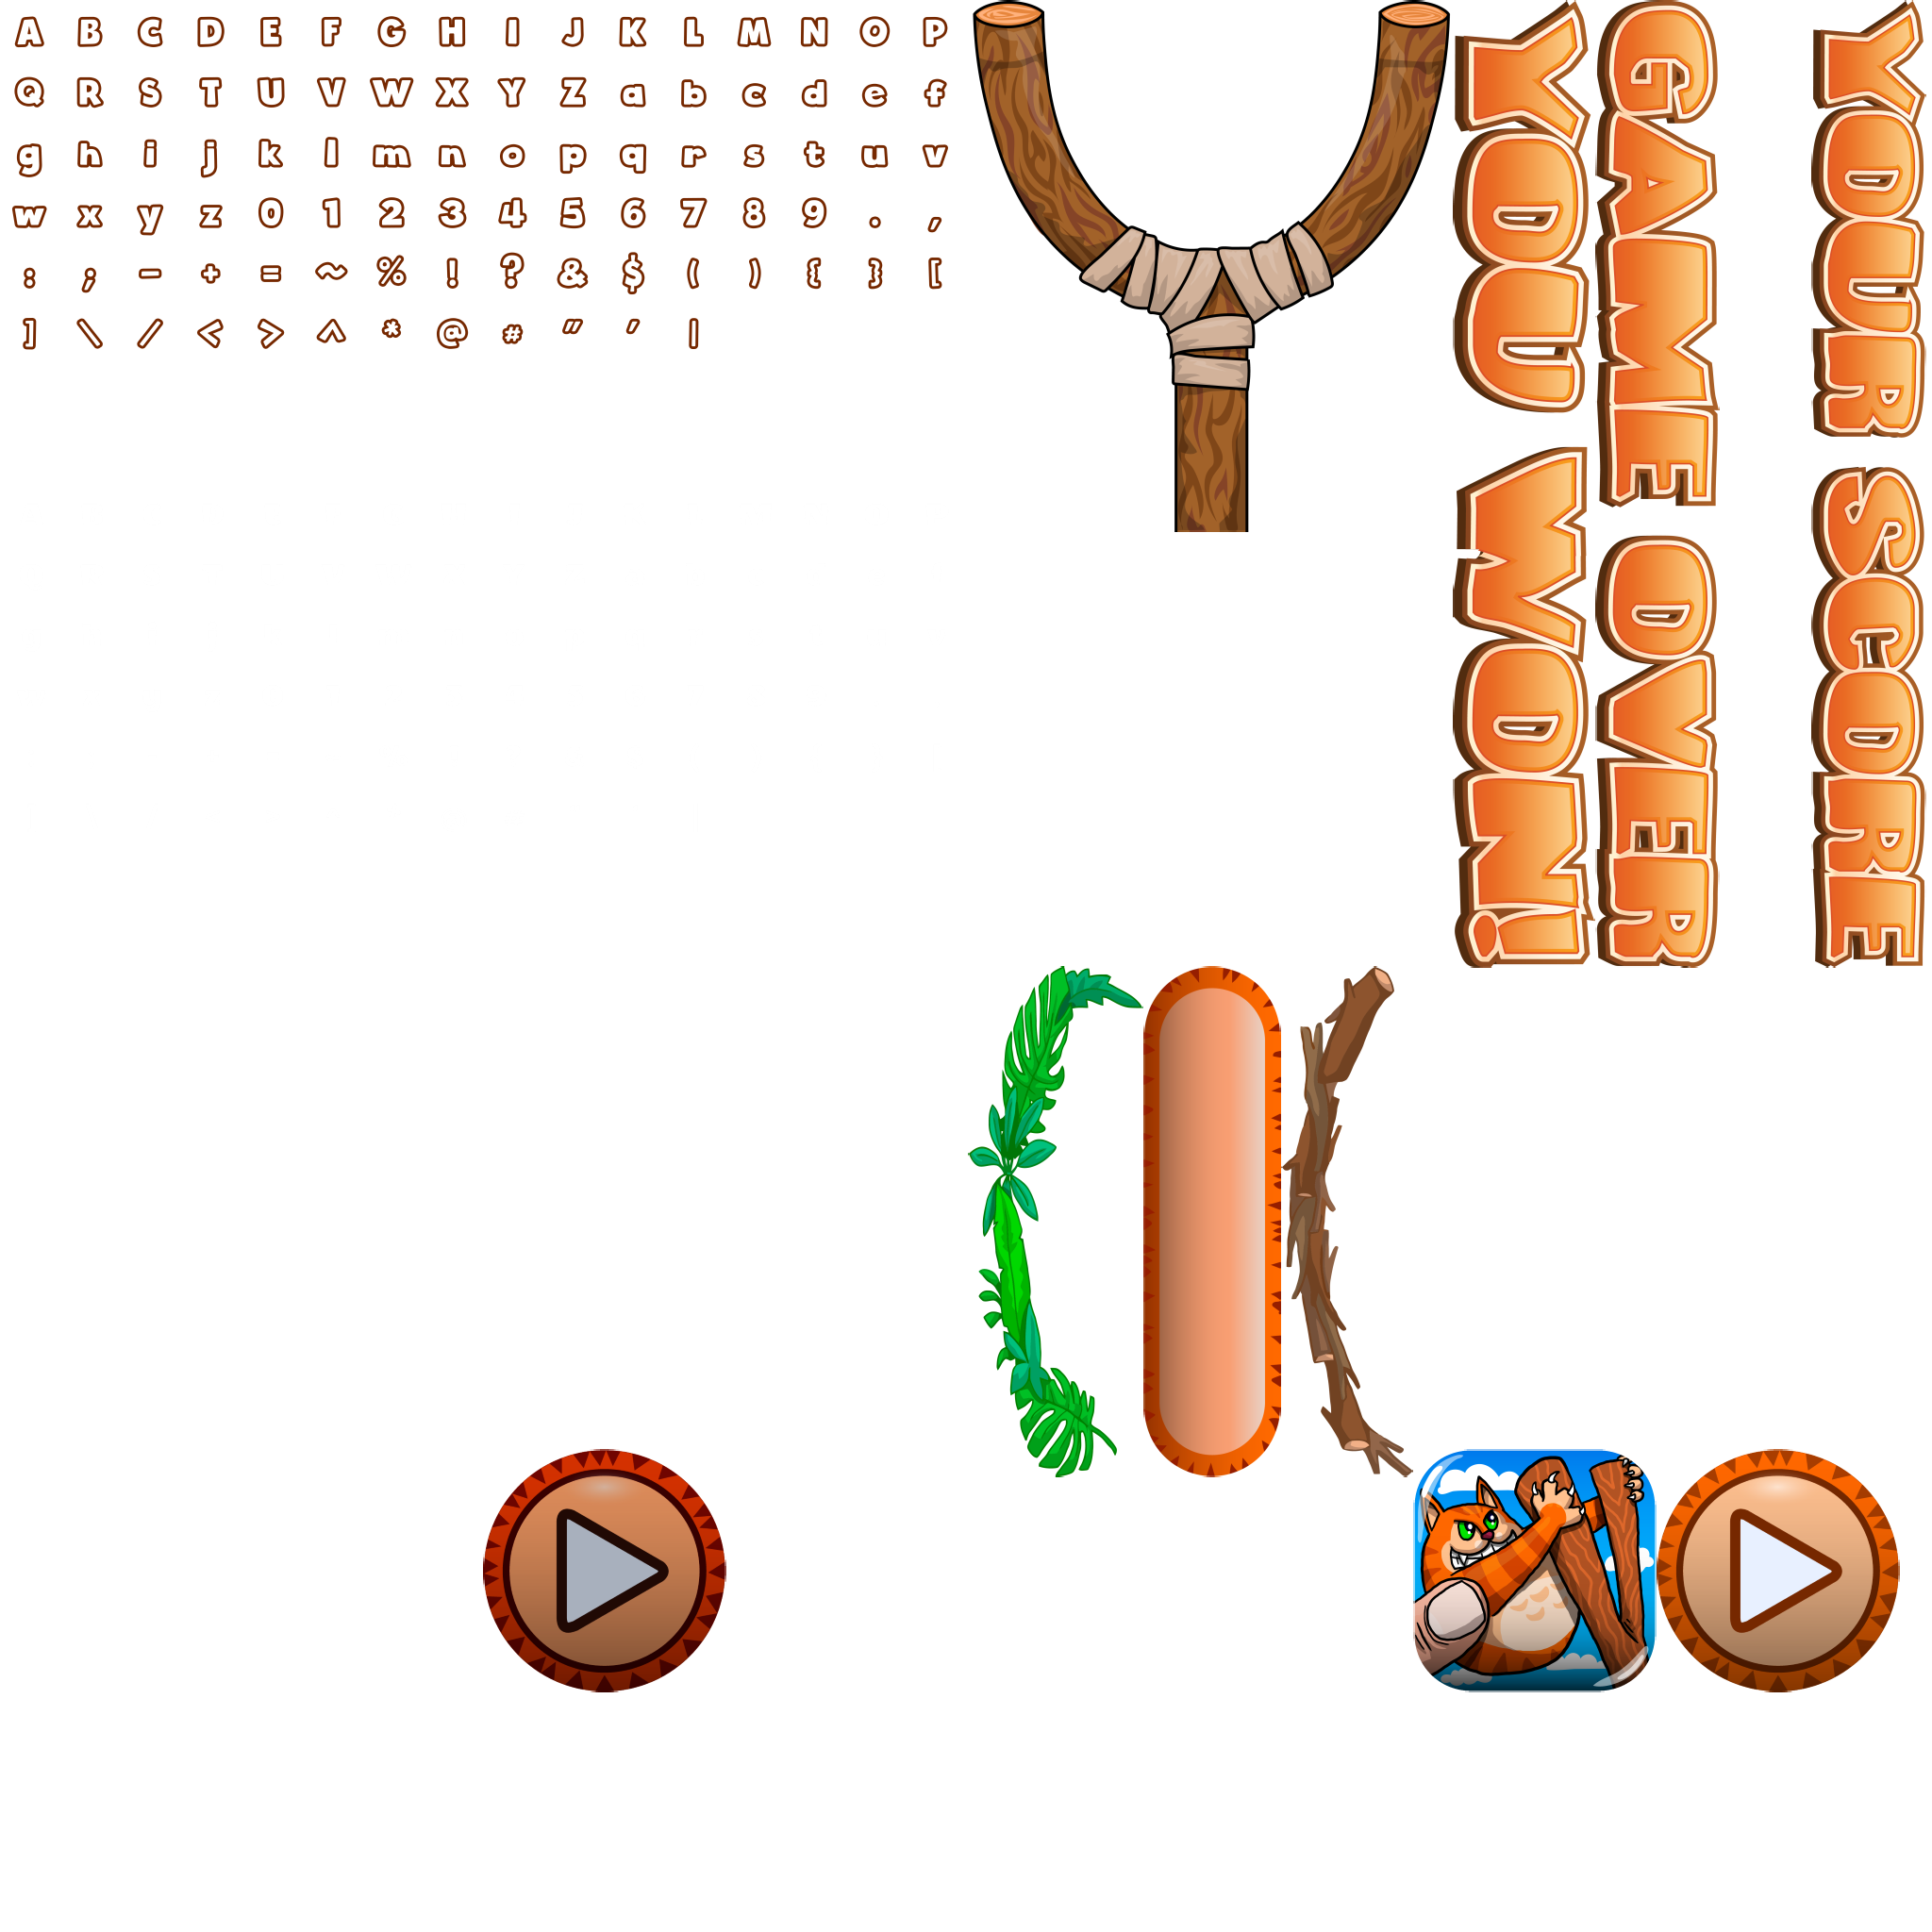 A B C D E F G H I J K L M N O P
Q R S T U V W X Y Z a b c d e f
g h i j k l m n o p q r s t u v
w x y z 0 1 2 3 4 5 6 7 8 9 . ,
: ; - + = ~ % ! ? & $ ( ) { } [
] \ / < > ^ * @ # " ' |
YOU WON!
GAME OVER
YOUR SCORE